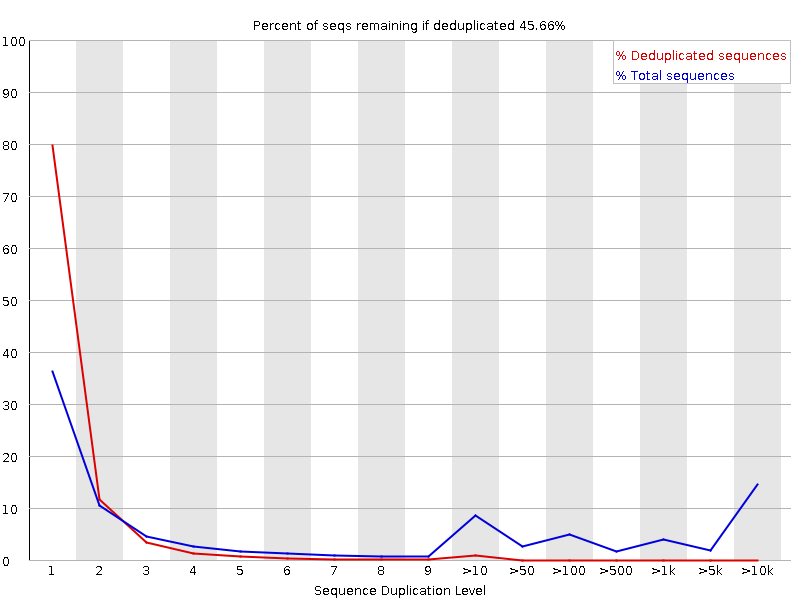 Percent of seqs remaining if deduplicated 45.66%
% Deduplicated sequences
% Total sequences
100
90
80
70
60
50
40
30
20
10
0
1 2 3 4 5 6 7 8 9 >10 >50 >100 >500 >1k >5k >10k
Sequence Duplication Level